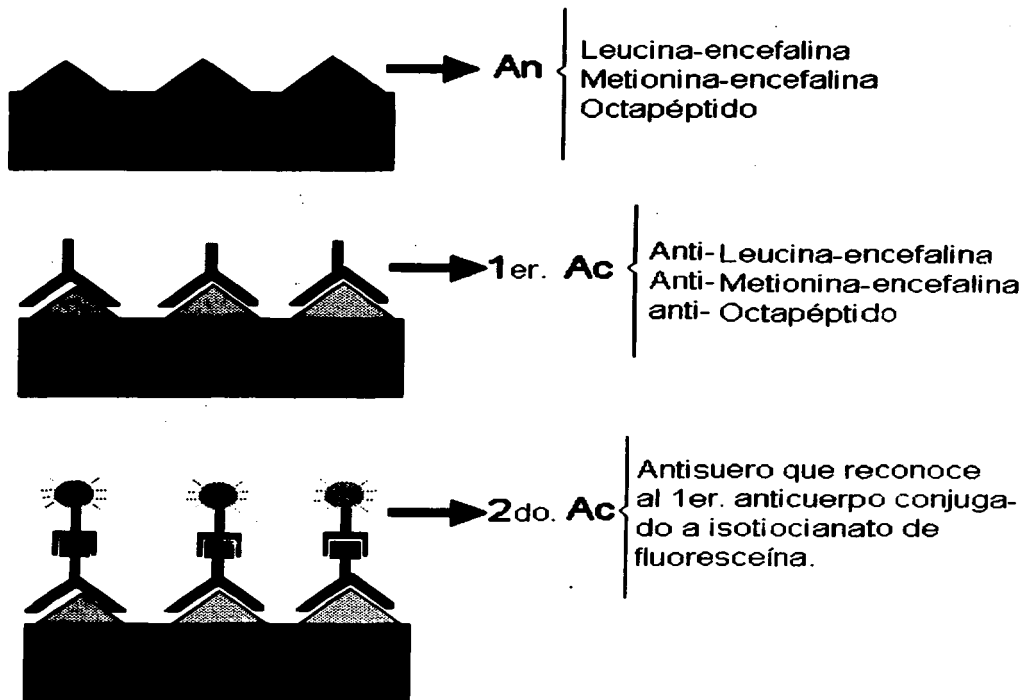 An
Leucina-encefalina
Metionina-encefalina
Octapéptido
1er. Ac
Anti-Leucina-encefalina
Anti-Metionina-encefalina
anti- Octapéptido
2do. Ac
Antisuero que reconoce
al 1er. anticuerpo conjuga-
do a isotiocianato de
fluoresceína.